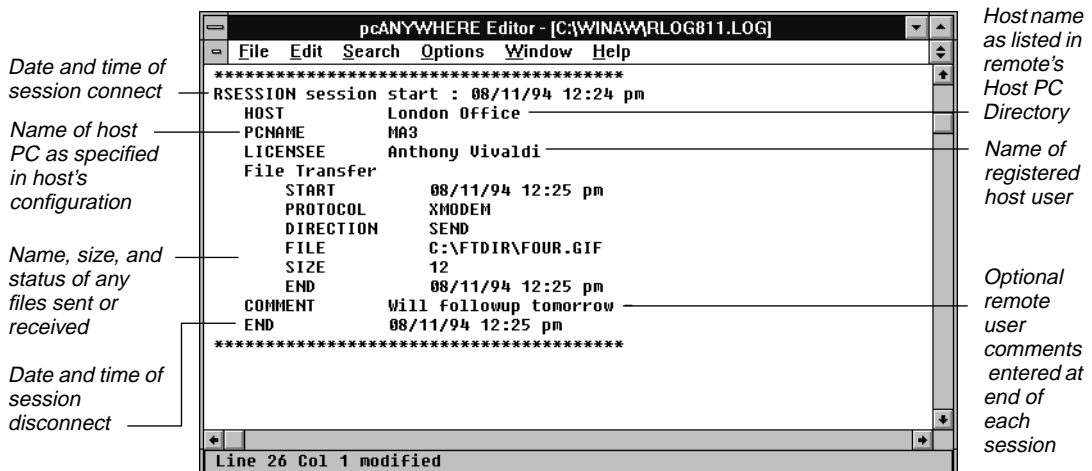 pcANYWHERE Editor - [C:\WINAW\RLOG811.LOG]
File Edit Search Options Window Help
****************************************
RSESSION session start : 08/11/94 12:24 pm
HOST London Office
PCNAME MA3
LICENSEE Anthony Vivaldi
File Transfer
START 08/11/94 12:25 pm
PROTOCOL XMODEM
DIRECTION SEND
FILE C:\FTDIR\FOUR.GIF
SIZE 12
END 08/11/94 12:25 pm
COMMENT Will followup tomorrow
END 08/11/94 12:25 pm
****************************************
Line 26 Col 1 modified
Date and time of
session connect
Name of host
PC as specified
in host's
configuration
Name, size, and
status of any
files sent or
received
Date and time of
session
disconnect
Host name
as listed in
remote's
Host PC
Directory
Name of
registered
host user
Optional
remote
user
comments
entered at
end of
each
session